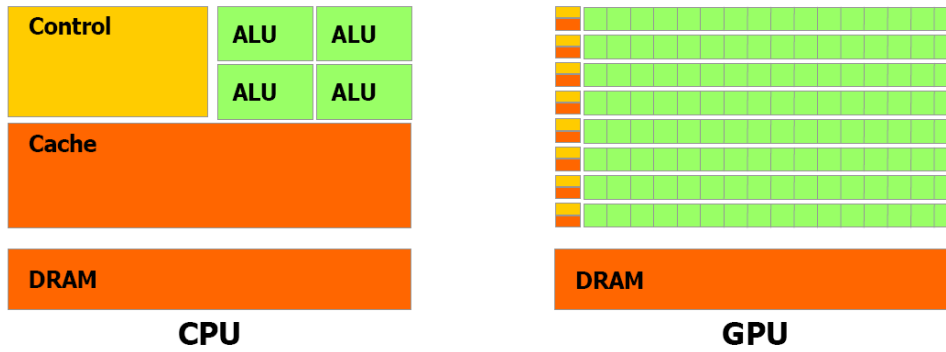 Control
ALU ALU
ALU ALU
Cache
DRAM
CPU
DRAM
GPU